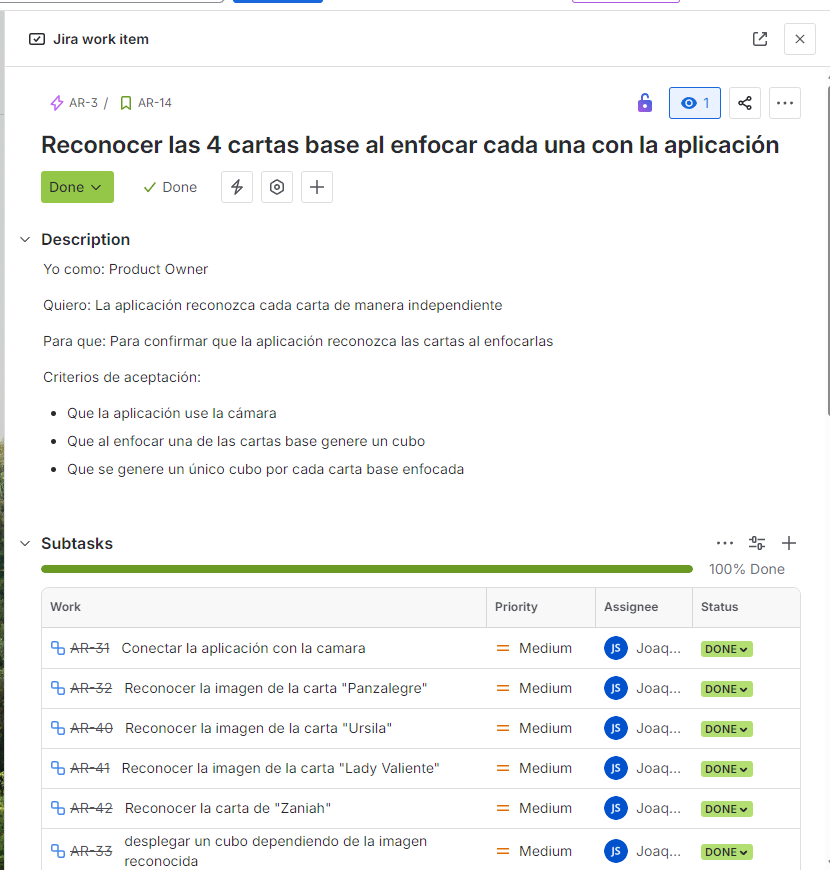 Jira work item
AR-3 / AR-14
1
Reconocer las 4 cartas base al enfocar cada una con la aplicación
Done
Done
Description
Yo como: Product Owner
Quiero: La aplicación reconozca cada carta de manera independiente
Para que: Para confirmar que la aplicación reconozca las cartas al enfocarlas
Criterios de aceptación:
Que la aplicación use la cámara
Que al enfocar una de las cartas base genere un cubo
Que se genere un único cubo por cada carta base enfocada
Subtasks
100% Done
Work Priority Assignee Status
AR-31 Conectar la aplicación con la camara Medium JS Joaq... DONE
AR-32 Reconocer la imagen de la carta "Panzalegre" Medium JS Joaq... DONE
AR-40 Reconocer la imagen de la carta "Ursila" Medium JS Joaq... DONE
AR-41 Reconocer la imagen de la carta "Lady Valiente" Medium JS Joaq... DONE
AR-42 Reconocer la carta de "Zaniah" Medium JS Joaq... DONE
AR-33 desplegar un cubo dependiendo de la imagen
reconocida Medium JS Joaq... DONE